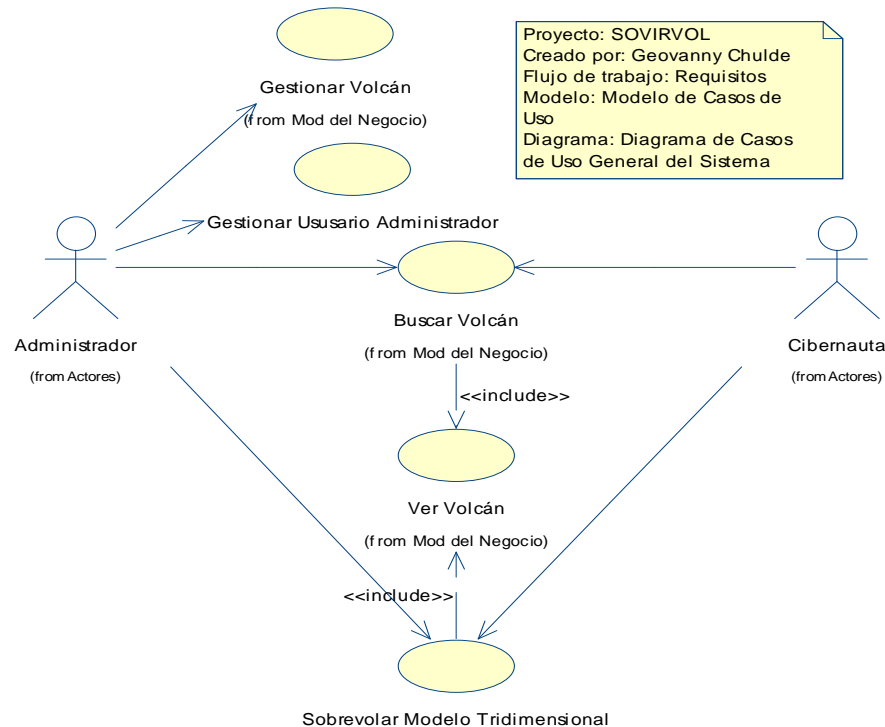 Proyecto: SOVIRVOL
Creado por: Geovanny Chulde
Flujo de trabajo: Requisitos
Modelo: Modelo de Casos de
Uso
Diagrama: Diagrama de Casos
de Uso General del Sistema
Gestionar Volcán
(from Mod del Negocio)
Gestionar Ususario Administrador
Administrador
(from Actores)
Buscar Volcán
(from Mod del Negocio)
Cibernauta
(from Actores)
<<include>>
Ver Volcán
(from Mod del Negocio)
<<include>>
Sobrevolar Modelo Tridimensional